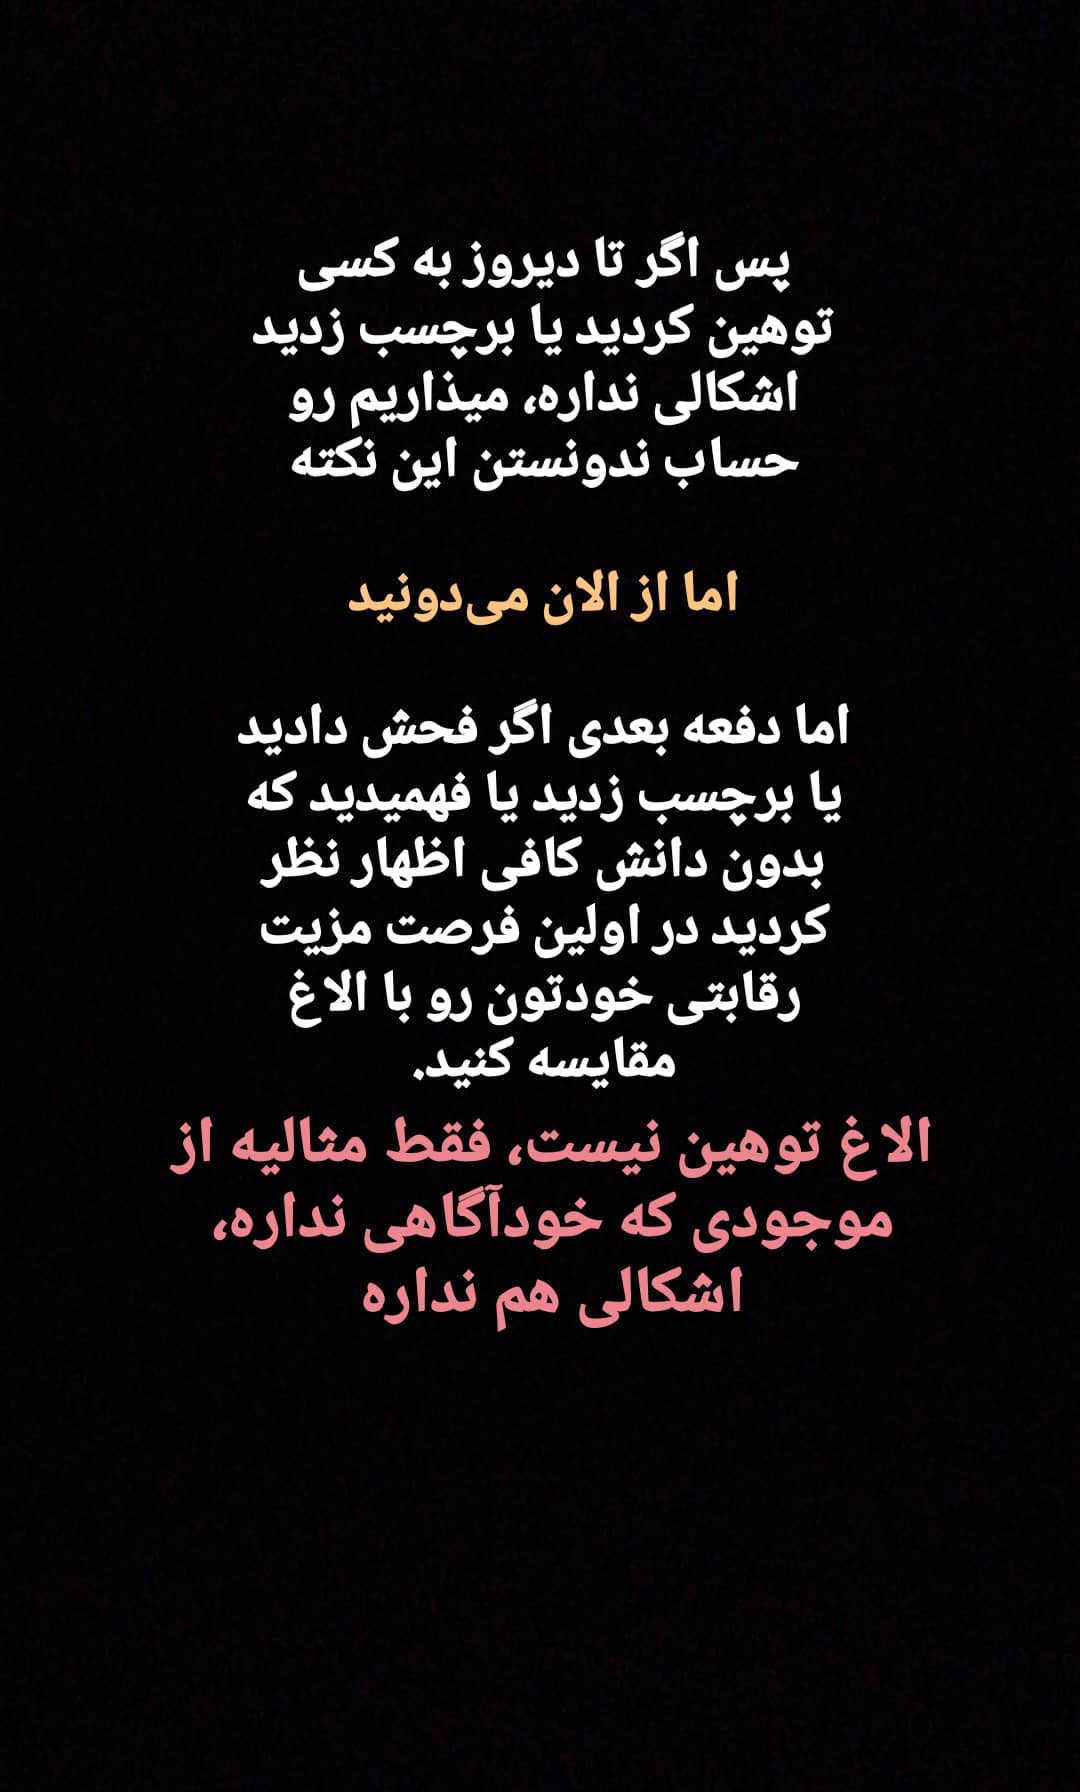 پس اگر تا دیروز به کسی
توهین کردید یا برچسب زدید
اشکالی نداره، میذاریم رو
حساب ندونستن این نکته
اما از الان می‌دونید
اما دفعه بعدی اگر فحش دادید
یا برچسب زدید یا فهمیدید که
بدون دانش کافی اظهار نظر
کردید در اولین فرصت مزیت
رقابتی خودتون رو با الاغ
مقایسه کنید.
الاغ توهین نیست، فقط مثالیه از
موجودی که خودآگاهی نداره،
اشکالی هم نداره